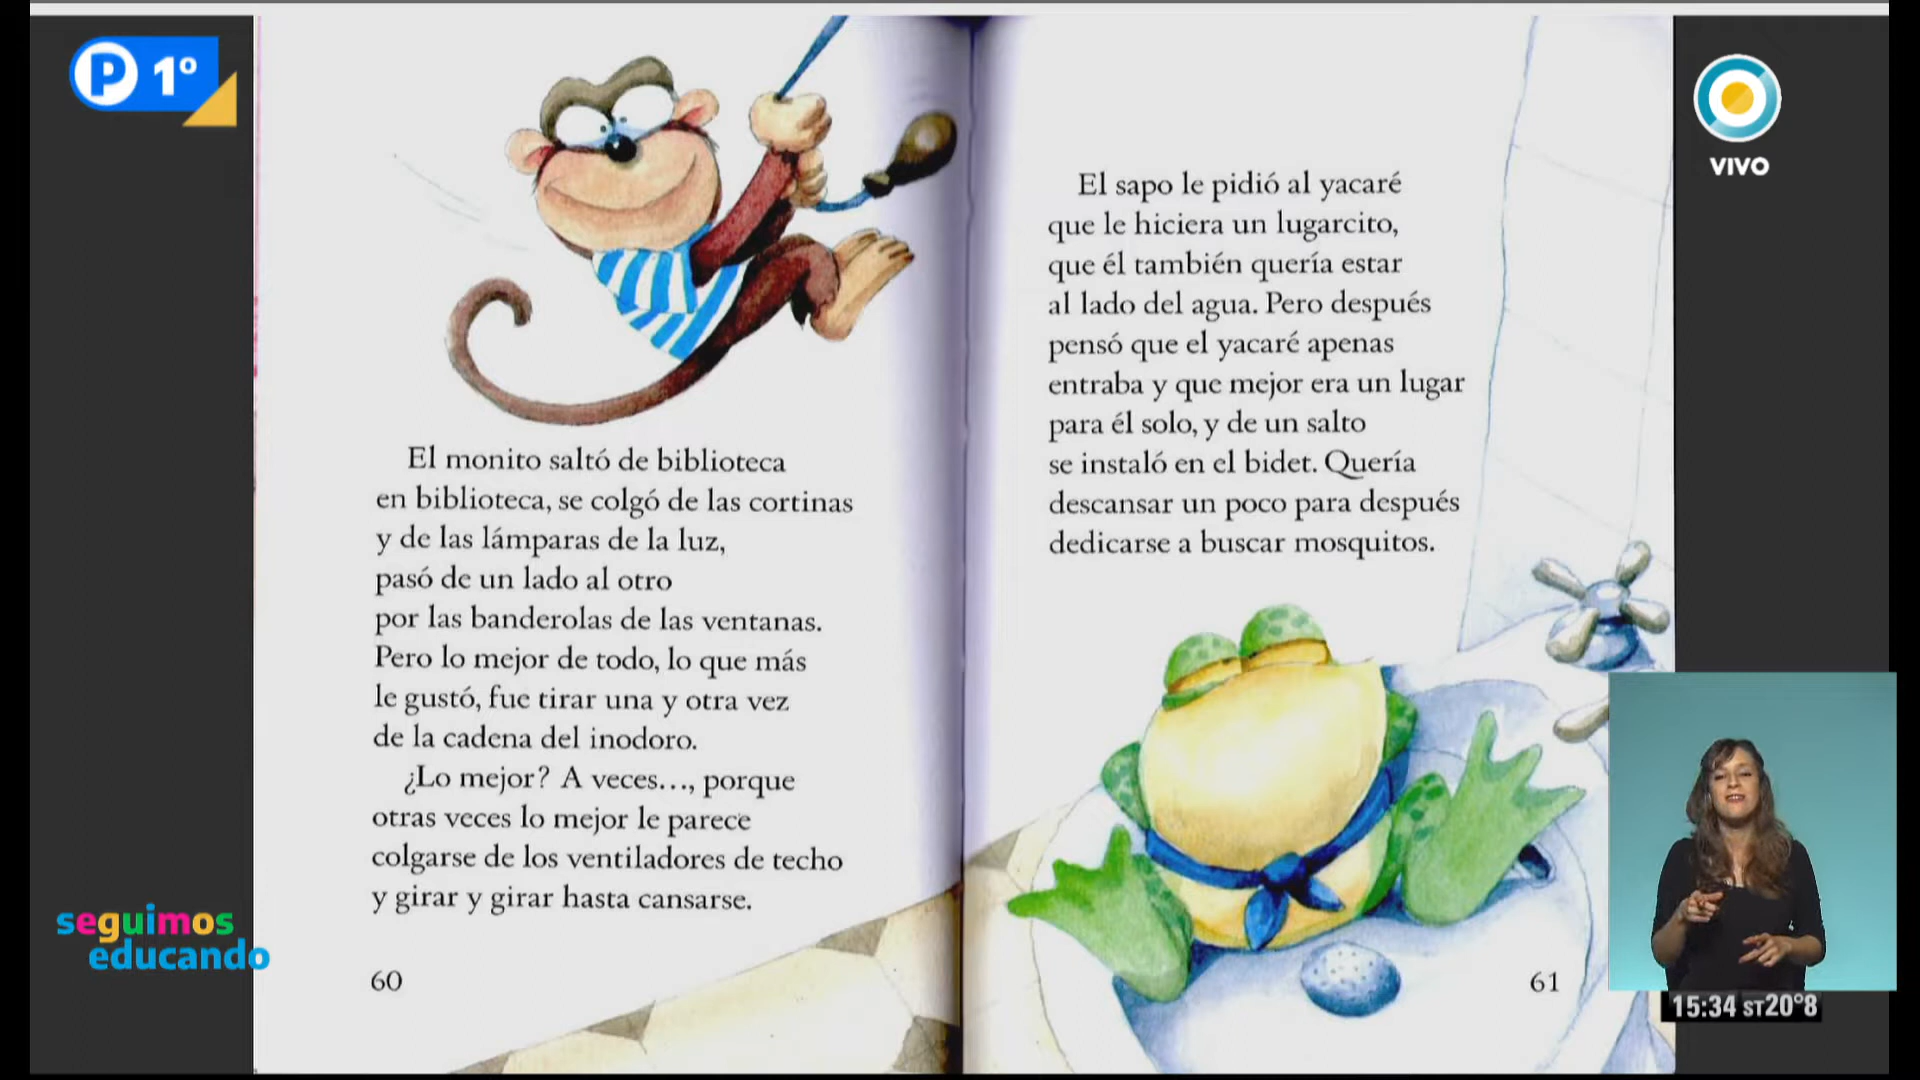 P 1º
VIVO
El monito saltó de biblioteca
en biblioteca, se colgó de las cortinas
y de las lámparas de la luz,
pasó de un lado al otro
por las banderolas de las ventanas.
Pero lo mejor de todo, lo que más
le gustó, fue tirar una y otra vez
de la cadena del inodoro.
¿Lo mejor? A veces..., porque
otras veces lo mejor le parece
colgarse de los ventiladores de techo
y girar y girar hasta cansarse.
60
El sapo le pidió al yacaré
que le hiciera un lugarcito,
que él también quería estar
al lado del agua. Pero después
pensó que el yacaré apenas
entraba y que mejor era un lugar
para él solo, y de un salto
se instaló en el bidet. Quería
descansar un poco para después
dedicarse a buscar mosquitos.
61
seguimos
educando
15:34 ST20º8